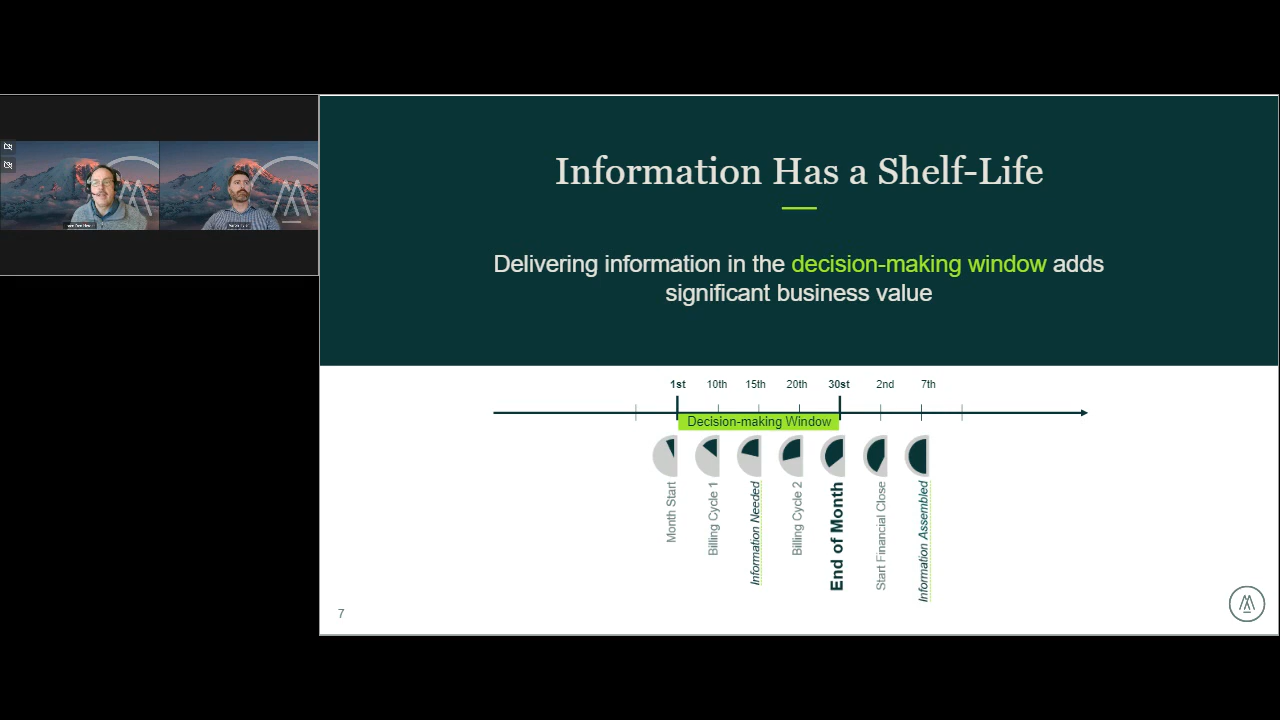 Information Has a Shelf-Life
Delivering information in the decision-making window adds
significant business value
1st 10th 15th 20th 30st 2nd 7th
Decision-making Window
Month Start
Billing Cycle 1
Information Needed
Billing Cycle 2
End of Month
Start Financial Close
Information Assembled
7